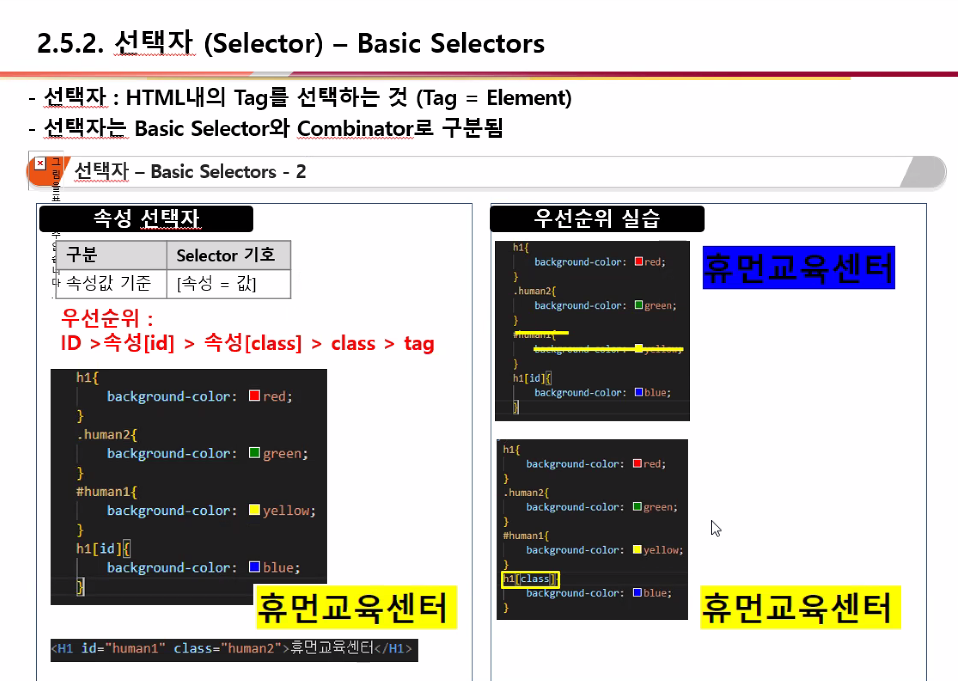 2.5.2. 선택자 (Selector) – Basic Selectors
- 선택자 : HTML내의 Tag를 선택하는 것 (Tag = Element)
- 선택자는 Basic Selector와 Combinator로 구분됨
선택자 – Basic Selectors - 2
속성 선택자
구분 Selector 기호
속성값 기준 [속성 = 값]
우선순위 :
ID >속성[id] > 속성[class] > class > tag
h1{
background-color: red;
}
.human2{
background-color: green;
}
#human1{
background-color: yellow;
}
h1[id]{
background-color: blue;
}
휴먼교육센터
<H1 id="human1" class="human2">휴먼교육센터</H1>
우선순위 실습
h1{
background-color: red;
}
.human2{
background-color: green;
}
#human1{
background-color: yellow;
}
h1[id]{
background-color: blue;
}
휴먼교육센터
h1{
background-color: red;
}
.human2{
background-color: green;
}
#human1{
background-color: yellow;
}
h1[class]{
background-color: blue;
}
휴먼교육센터